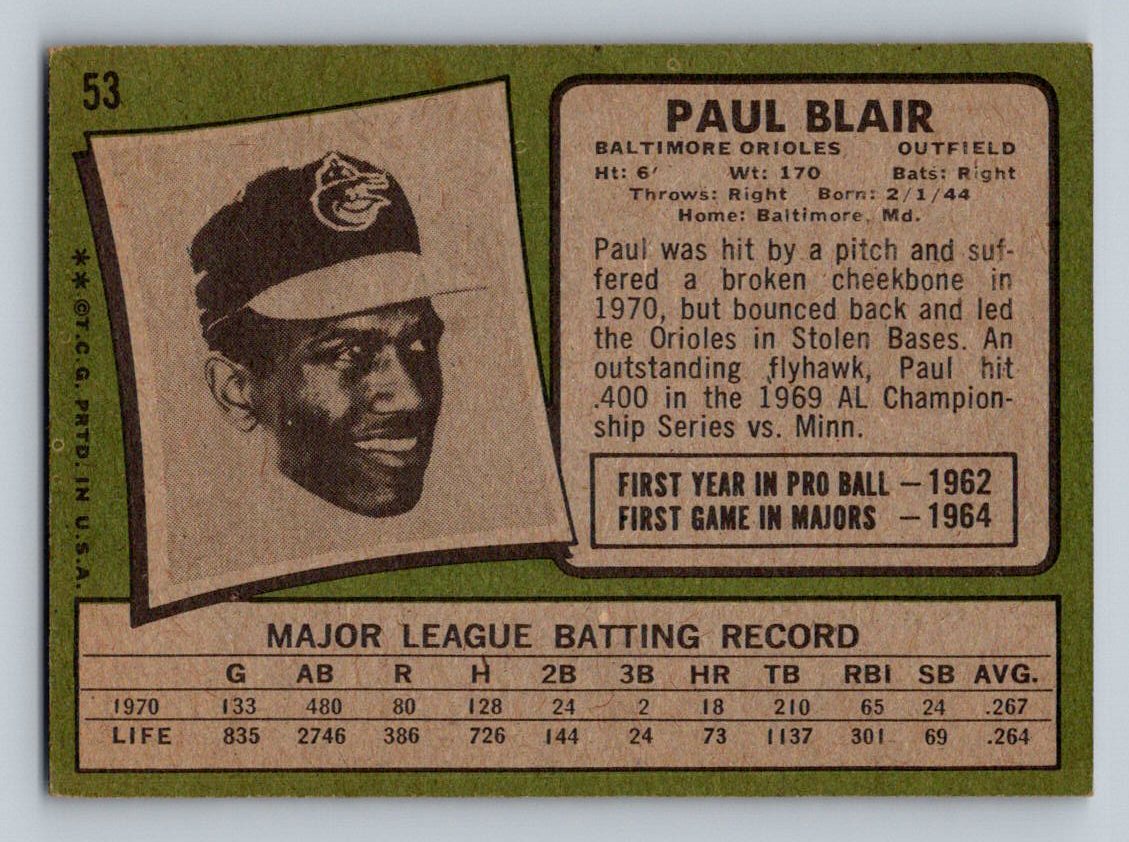 53
PAUL BLAIR
BALTIMORE ORIOLES OUTFIELD
Ht: 6' Wt: 170 Bats: Right
Throws: Right Born: 2/1/44
Home: Baltimore, Md.
Paul was hit by a pitch and suf-
fered a broken cheekbone in
1970, but bounced back and led
the Orioles in Stolen Bases. An
outstanding flyhawk, Paul hit
.400 in the 1969 AL Champion-
ship Series vs. Minn.
FIRST YEAR IN PRO BALL — 1962
FIRST GAME IN MAJORS — 1964
**©T.C.G. PRTD. IN U.S.A.
MAJOR LEAGUE BATTING RECORD
G AB R H 2B 3B HR TB RBI SB AVG.
1970 133 480 80 128 24 2 18 210 65 24 .267
LIFE 835 2746 386 726 144 24 73 1137 301 69 .264